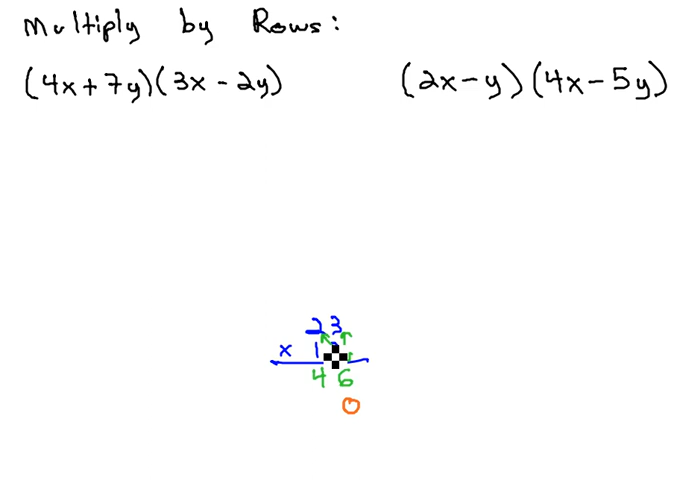 Multiply by Rows:
(4x+7y)(3x-2y) (2x-y)(4x-5y)
23
x 1
46
0